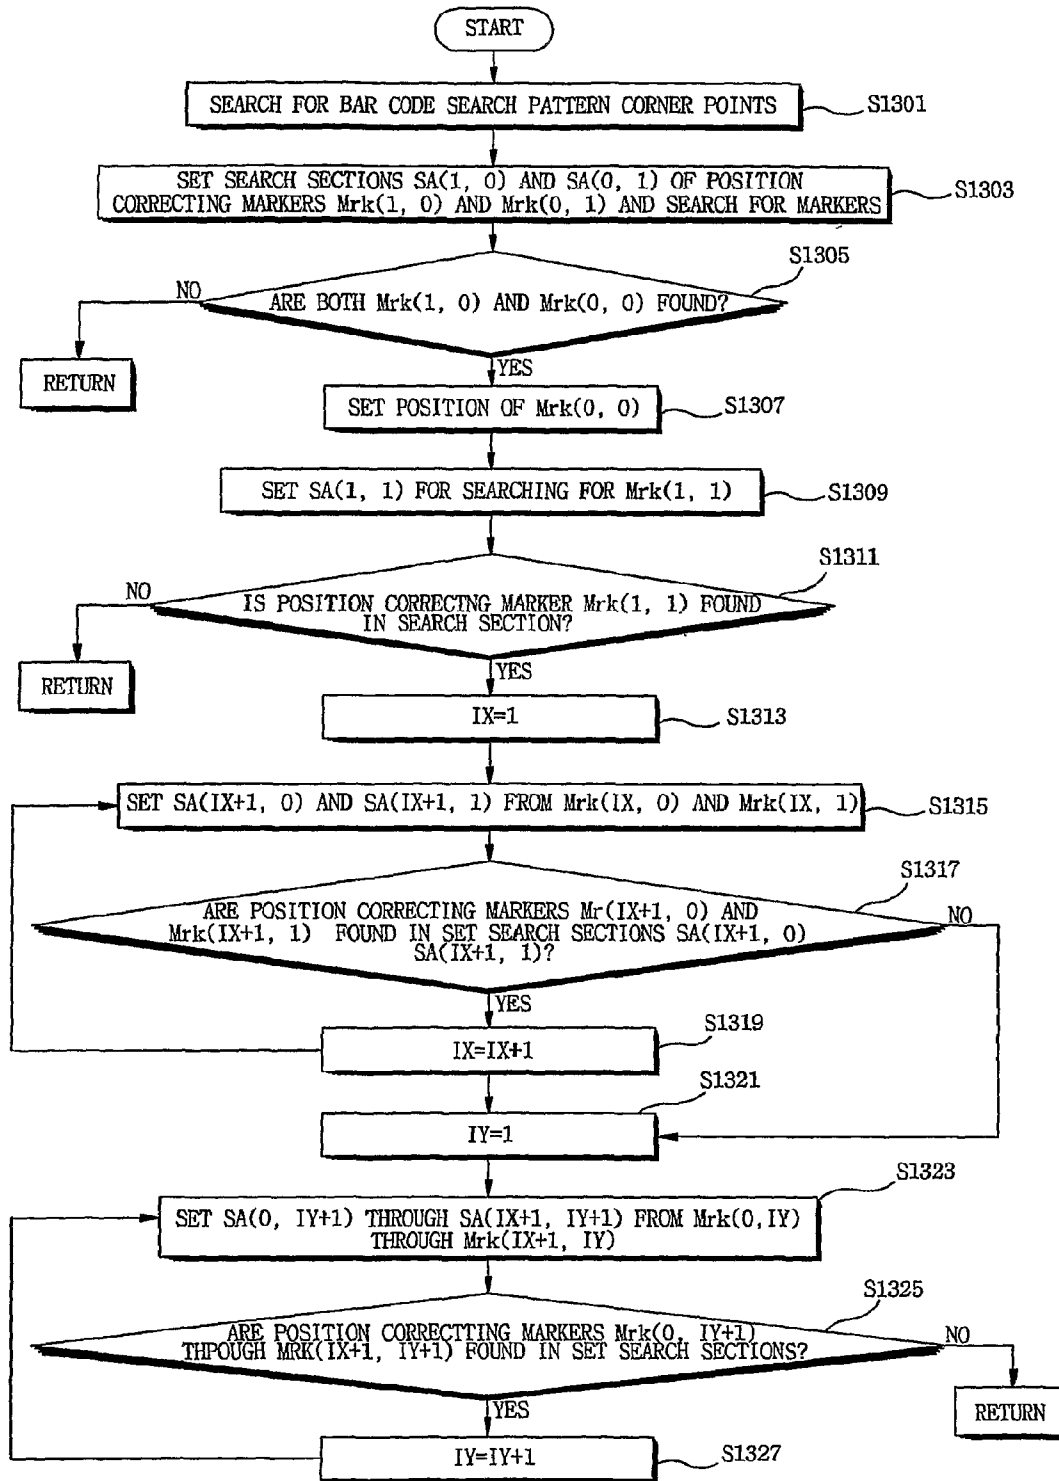 START
SEARCH FOR BAR CODE SEARCH PATTERN CORNER POINTS
S1301
SET SEARCH SECTIONS SA(1, 0) AND SA(0, 1) OF POSITION
CORRECTING MARKERS Mrk(1, 0) AND Mrk(0, 1) AND SEARCH FOR MARKERS
S1303
S1305
NO
ARE BOTH Mrk(1, 0) AND Mrk(0, 0) FOUND?
YES
RETURN
SET POSITION OF Mrk(0, 0)
S1307
SET SA(1, 1) FOR SEARCHING FOR Mrk(1, 1)
S1309
S1311
NO
IS POSITION CORRECTNG MARKER Mrk(1, 1) FOUND
IN SEARCH SECTION?
YES
RETURN
IX=1
S1313
SET SA(IX+1, 0) AND SA(IX+1, 1) FROM Mrk(IX, 0) AND Mrk(IX, 1)
S1315
S1317
ARE POSITION CORRECTING MARKERS Mr(IX+1, 0) AND
Mrk(IX+1, 1) FOUND IN SET SEARCH SECTIONS SA(IX+1, 0)
SA(IX+1, 1)?
NO
YES
S1319
IX=IX+1
S1321
IY=1
S1323
SET SA(0, IY+1) THROUGH SA(IX+1, IY+1) FROM Mrk(0,IY)
THROUGH Mrk(IX+1, IY)
S1325
ARE POSITION CORRECTTING MARKERS Mrk(0, IY+1)
THPOUGH MRK(IX+1, IY+1) FOUND IN SET SEARCH SECTIONS?
NO
YES
RETURN
IY=IY+1
S1327